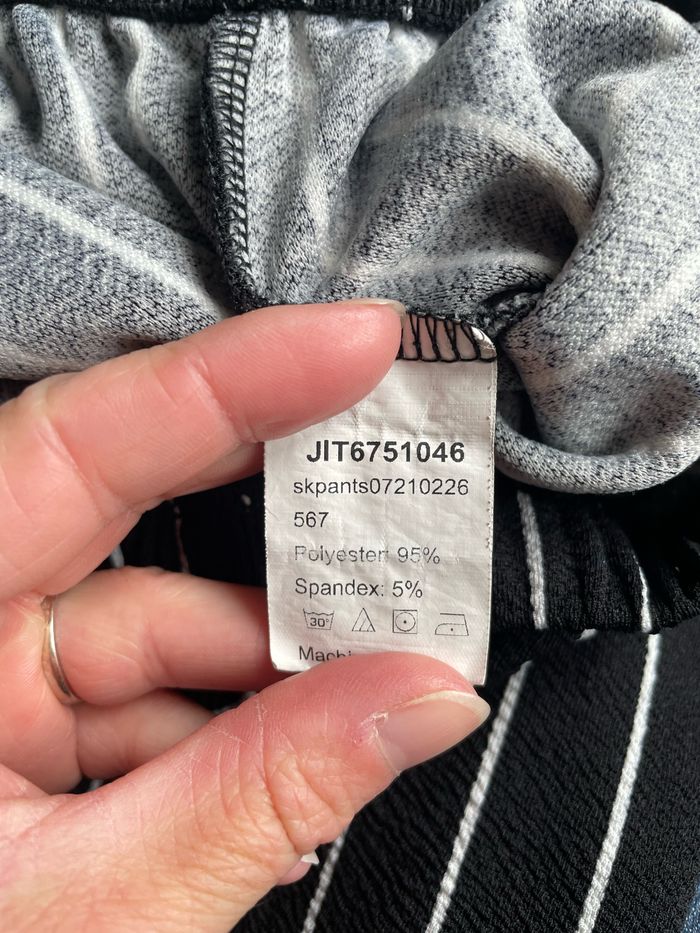 JIT6751046
skpants07210226
567
Polyester: 95%
Spandex: 5%
30°